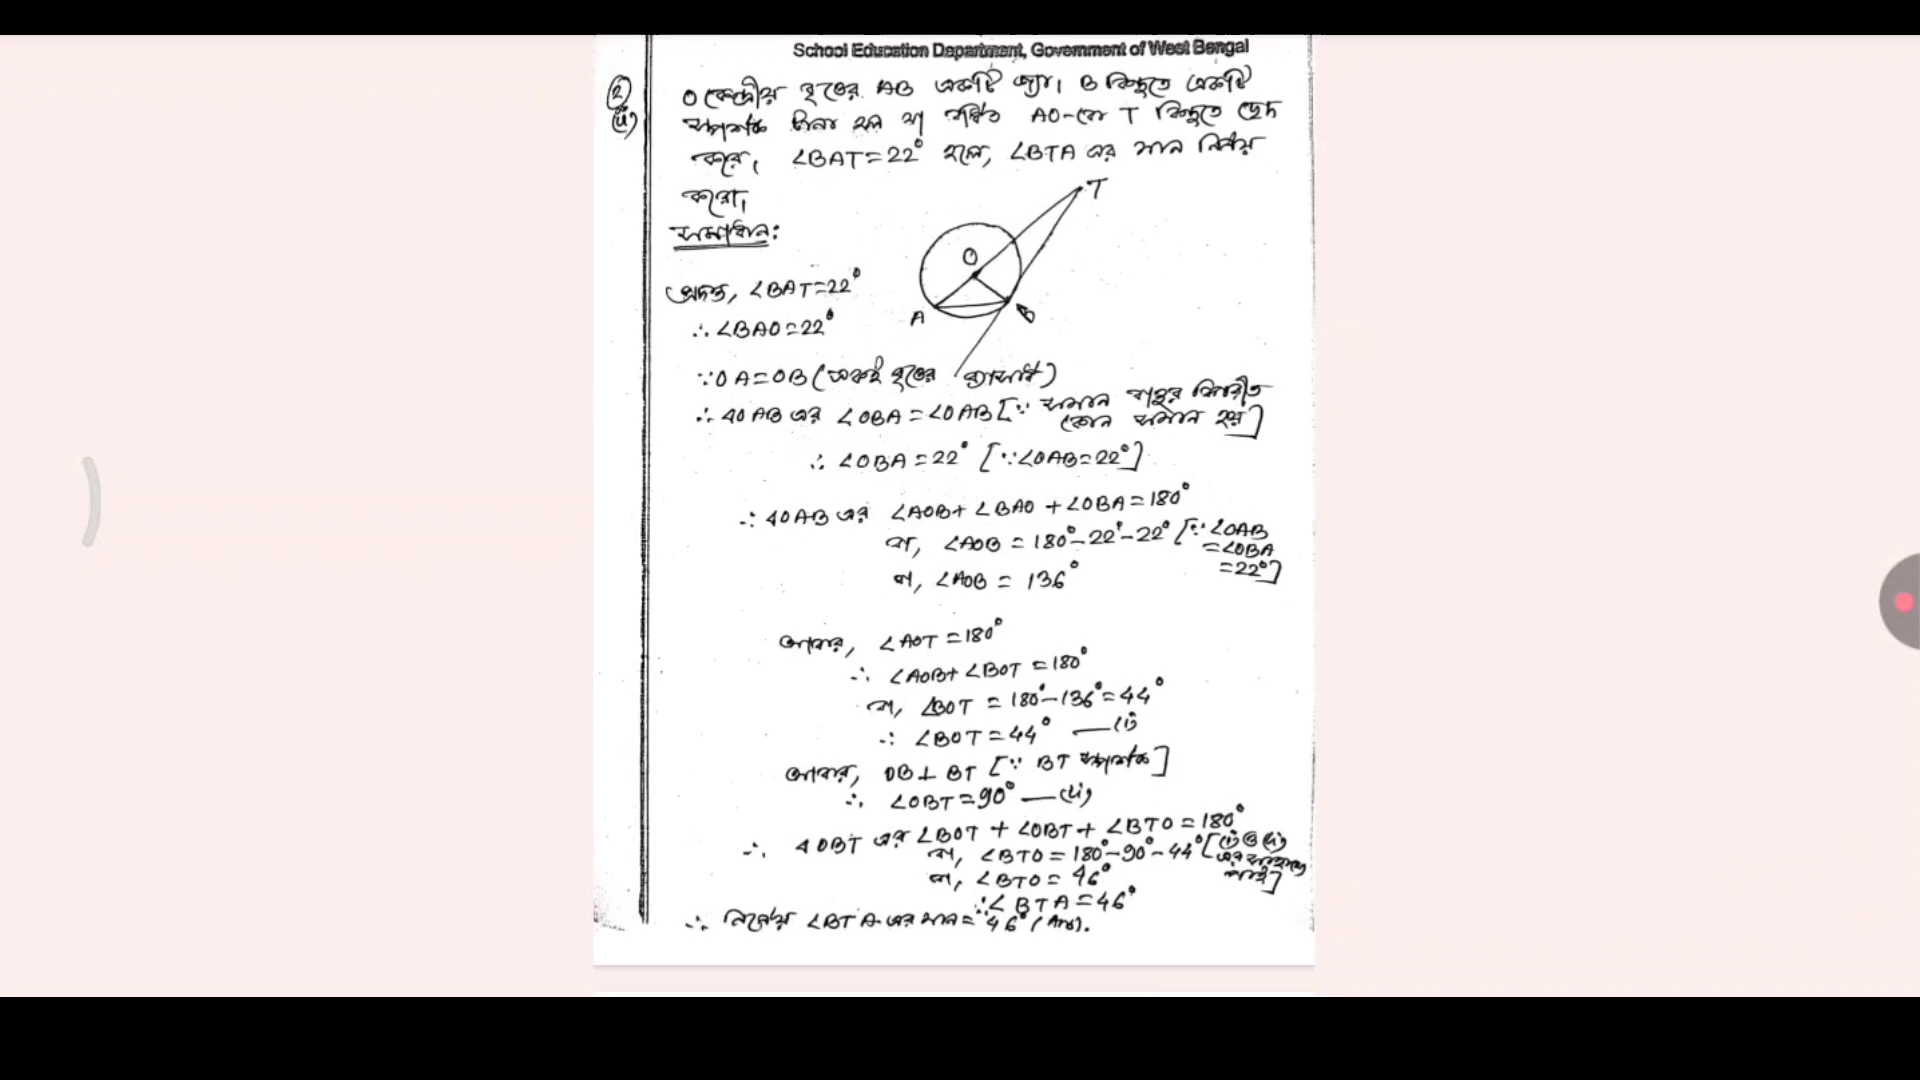 School Education Department, Government of West Bengal
2
(ii)
O কেন্দ্রীয় বৃত্তের AB একটি জ্যা। B বিন্দুতে একটি
স্পর্শক টানা হল যা বর্ধিত AO-কে T বিন্দুতে ছেদ
করে। ∠BAT=22° হলে, ∠BTA এর মান নির্ণয়
করো।
সমাধান:
T
O
A
B
প্রদত্ত, ∠BAT=22°
∴ ∠BAO=22°
∵ OA=OB (একই বৃত্তের ব্যাসার্ধ)
∴ △OAB এর ∠OBA = ∠OAB [∵ সমান বাহুর বিপরীত
কোন সমান হয়]
∴ ∠OBA = 22° [∵∠OAB=22°]
∴ △OAB এর ∠AOB+ ∠BAO + ∠OBA = 180°
বা, ∠AOB = 180°-22°-22° [∵ ∠OAB
=∠OBA
=22°]
বা, ∠AOB = 136°
আবার, ∠AOT = 180°
∴ ∠AOB+ ∠BOT = 180°
বা, ∠BOT = 180°-136°= 44°
∴ ∠BOT = 44° —(i)
আবার, OB⊥ BT [∵ BT স্পর্শক]
∴ ∠OBT = 90° —(ii)
∴ △OBT এর ∠BOT + ∠OBT + ∠BTO = 180°
বা, ∠BTO = 180°-90°-44° [(i) ও (ii)
এর সাহায্যে
পাই]
বা, ∠BTO = 46°
∴ ∠BTA = 46°
∴ নির্ণেয় ∠BTA-এর মান = 46° (Ans).